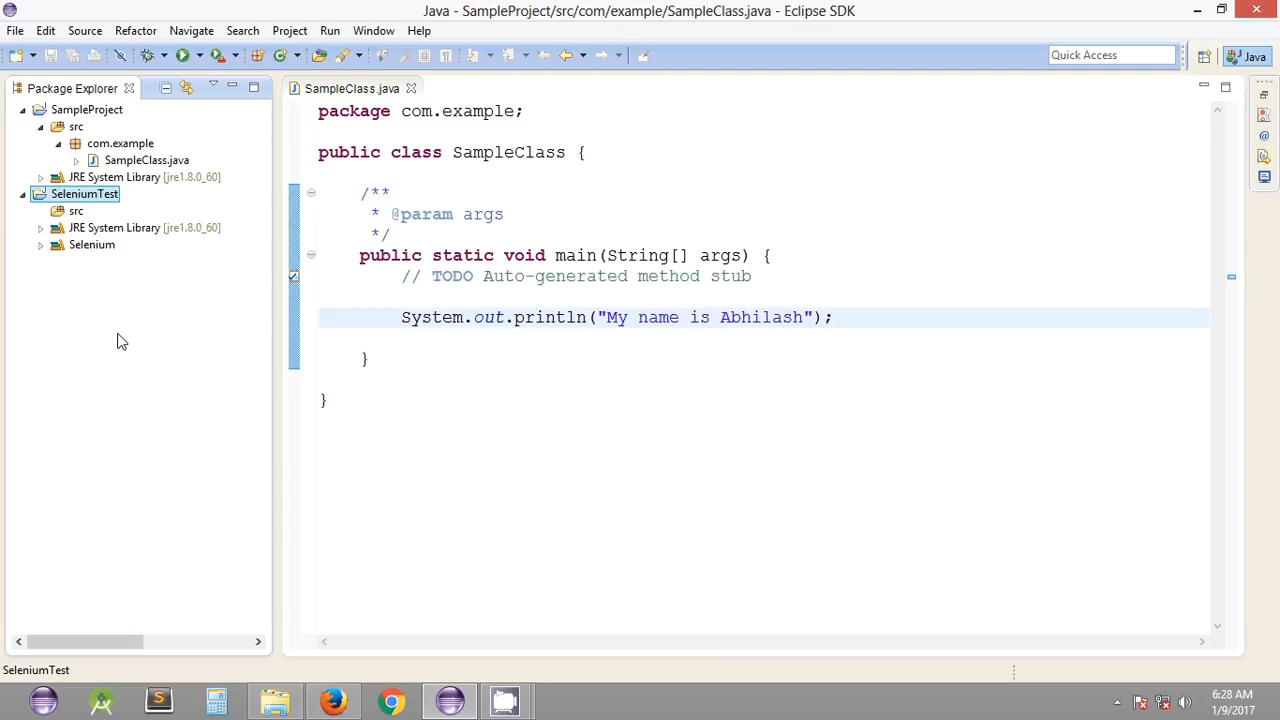 Java - SampleProject/src/com/example/SampleClass.java - Eclipse SDK
File Edit Source Refactor Navigate Search Project Run Window Help
Quick Access
Java
Package Explorer
SampleProject
src
com.example
SampleClass.java
JRE System Library [jre1.8.0_60]
SeleniumTest
src
JRE System Library [jre1.8.0_60]
Selenium
SampleClass.java
package com.example;
public class SampleClass {
/**
* @param args
*/
public static void main(String[] args) {
// TODO Auto-generated method stub
System.out.println("My name is Abhilash");
}
}
SeleniumTest
6:28 AM
1/9/2017